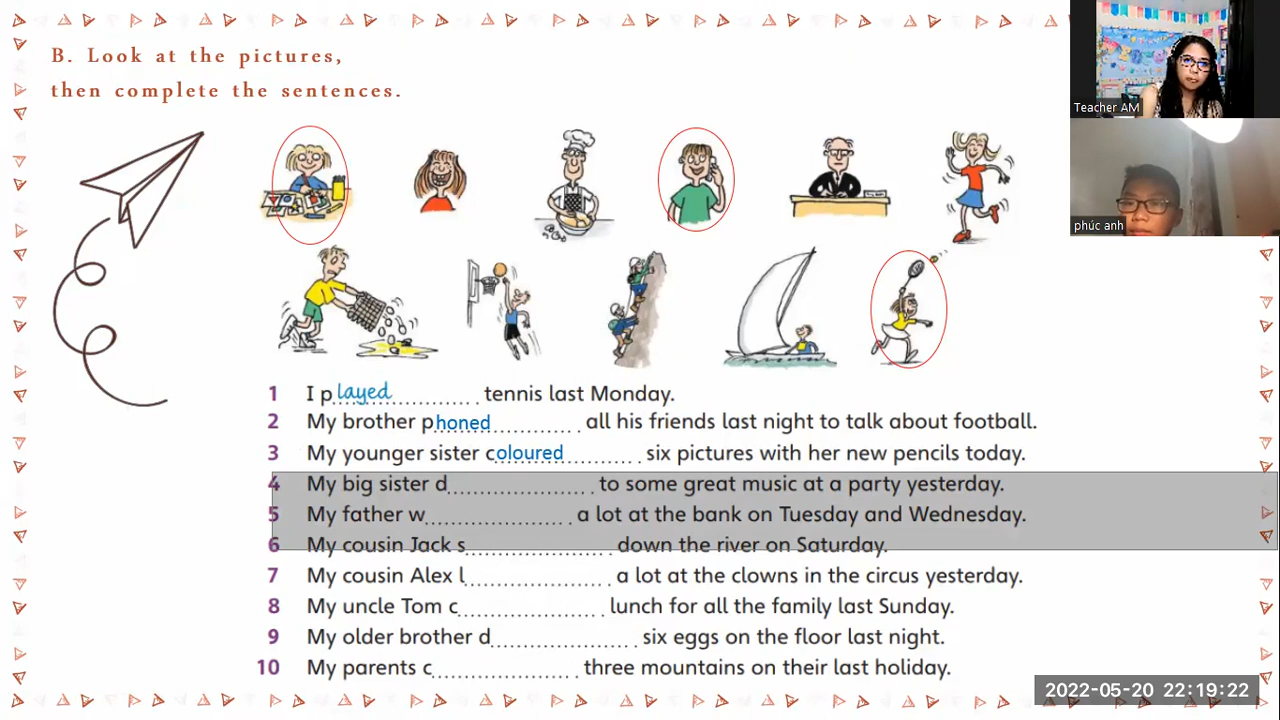 B. Look at the pictures,
then complete the sentences.
Teacher AM
phúc anh
1 I played.................... tennis last Monday.
2 My brother phoned.................... all his friends last night to talk about football.
3 My younger sister coloured.................... six pictures with her new pencils today.
4 My big sister d.................... to some great music at a party yesterday.
5 My father w.................... a lot at the bank on Tuesday and Wednesday.
6 My cousin Jack s.................... down the river on Saturday.
7 My cousin Alex l.................... a lot at the clowns in the circus yesterday.
8 My uncle Tom c.................... lunch for all the family last Sunday.
9 My older brother d.................... six eggs on the floor last night.
10 My parents c.................... three mountains on their last holiday.
2022-05-20 22:19:22